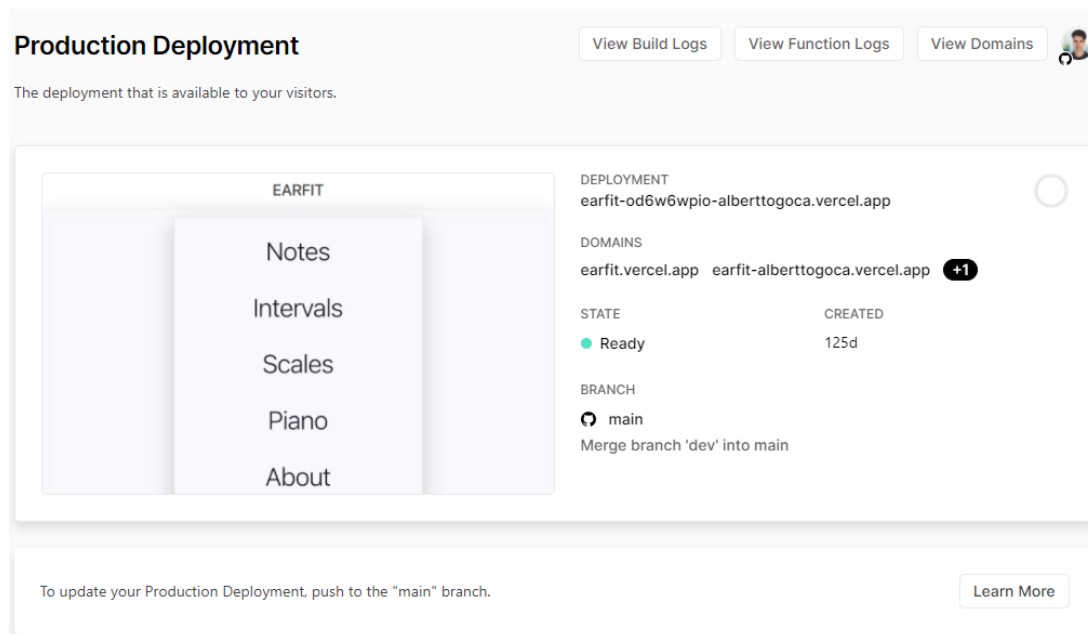 Production Deployment
View Build Logs
View Function Logs
View Domains
The deployment that is available to your visitors.
EARFIT
Notes
Intervals
Scales
Piano
About
DEPLOYMENT
earfit-od6w6wpio-alberttogoca.vercel.app
DOMAINS
earfit.vercel.app earfit-alberttogoca.vercel.app +1
STATE
Ready
CREATED
125d
BRANCH
main
Merge branch 'dev' into main
To update your Production Deployment, push to the "main" branch.
Learn More